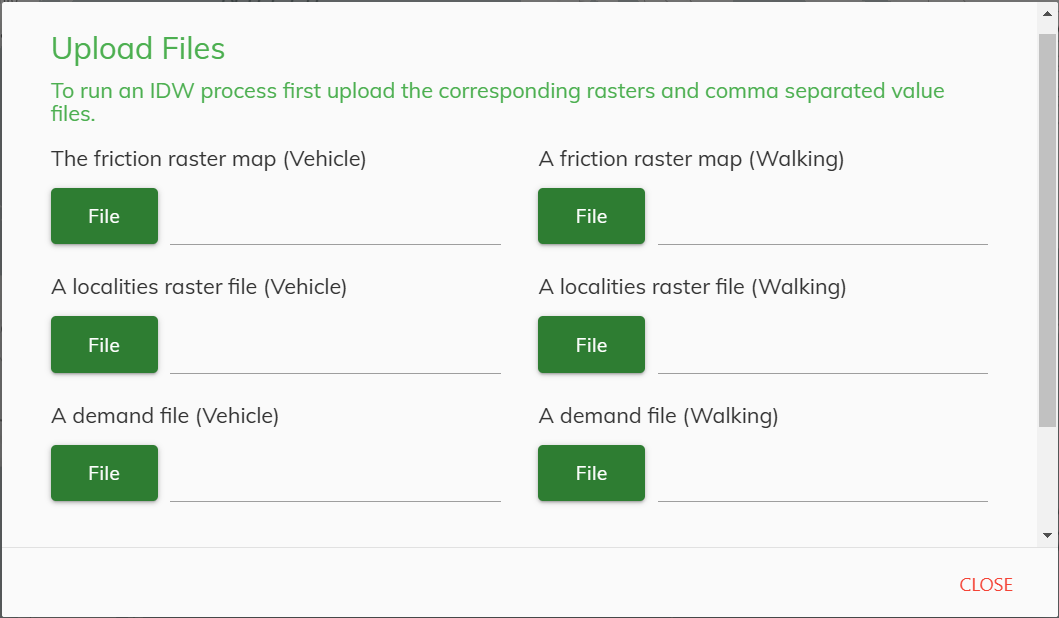 Upload Files
To run an IDW process first upload the corresponding rasters and comma separated value
files.
The friction raster map (Vehicle)
A friction raster map (Walking)
File
File
A localities raster file (Vehicle)
A localities raster file (Walking)
File
File
A demand file (Vehicle)
A demand file (Walking)
File
File
CLOSE